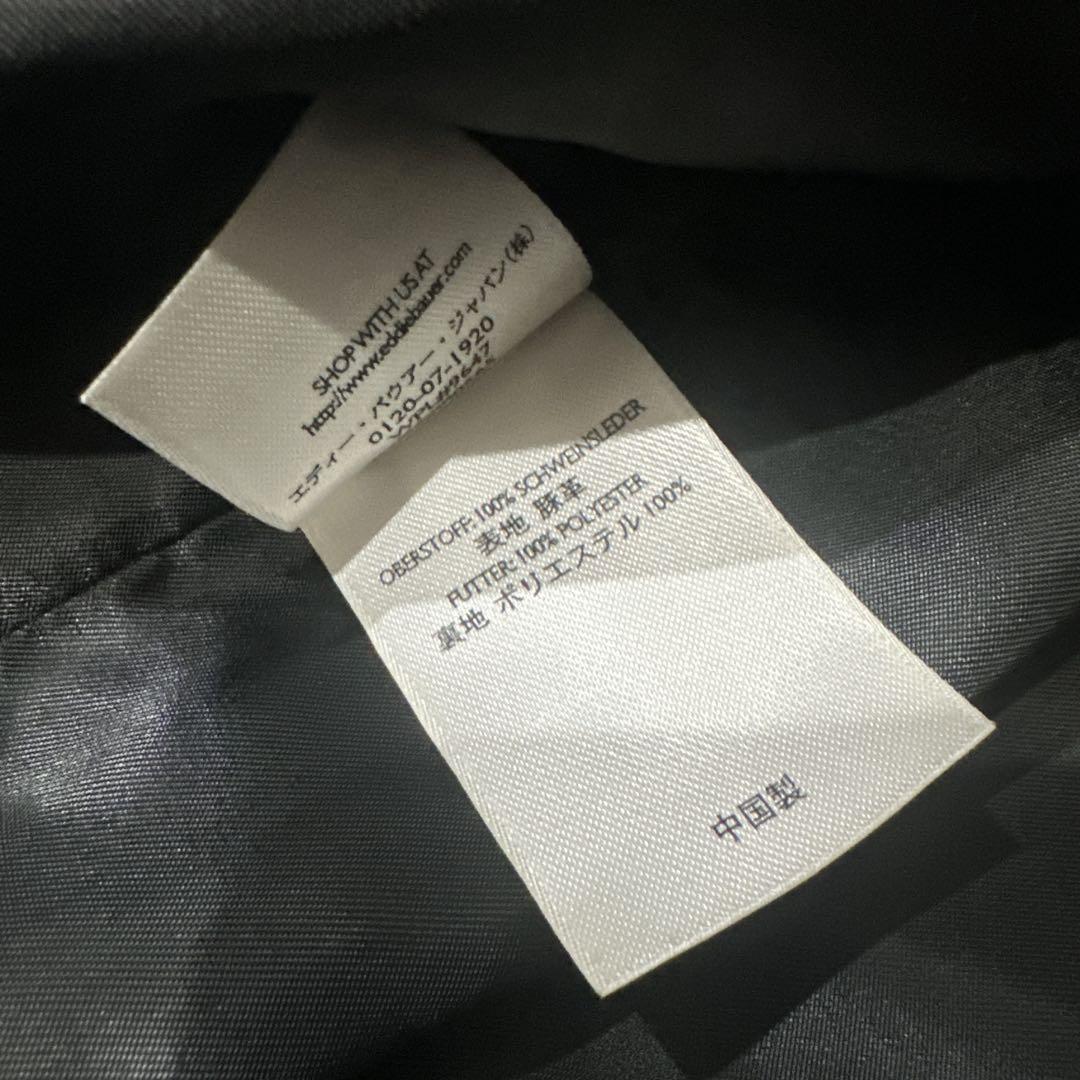 SHOP WITH US AT
http://www.eddiebauer.com
エディー・バウアー・ジャパン(株)
0120-07-1920
OBERSTOFF: 100% SCHWEINSLEDER
表地 豚革
FUTTER: 100% POLYESTER
裏地 ポリエステル 100%
中国製